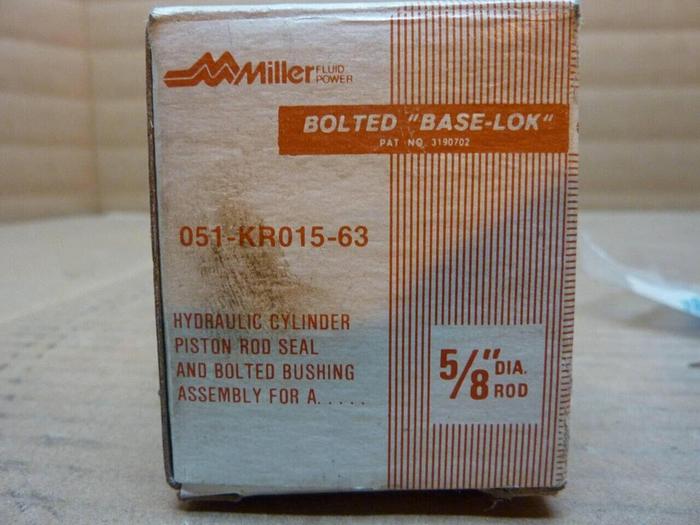 Miller FLUID POWER
BOLTED "BASE-LOK"
PAT NO. 3190702
051-KR015-63
HYDRAULIC CYLINDER
PISTON ROD SEAL
AND BOLTED BUSHING
ASSEMBLY FOR A.....
5/8" DIA. ROD